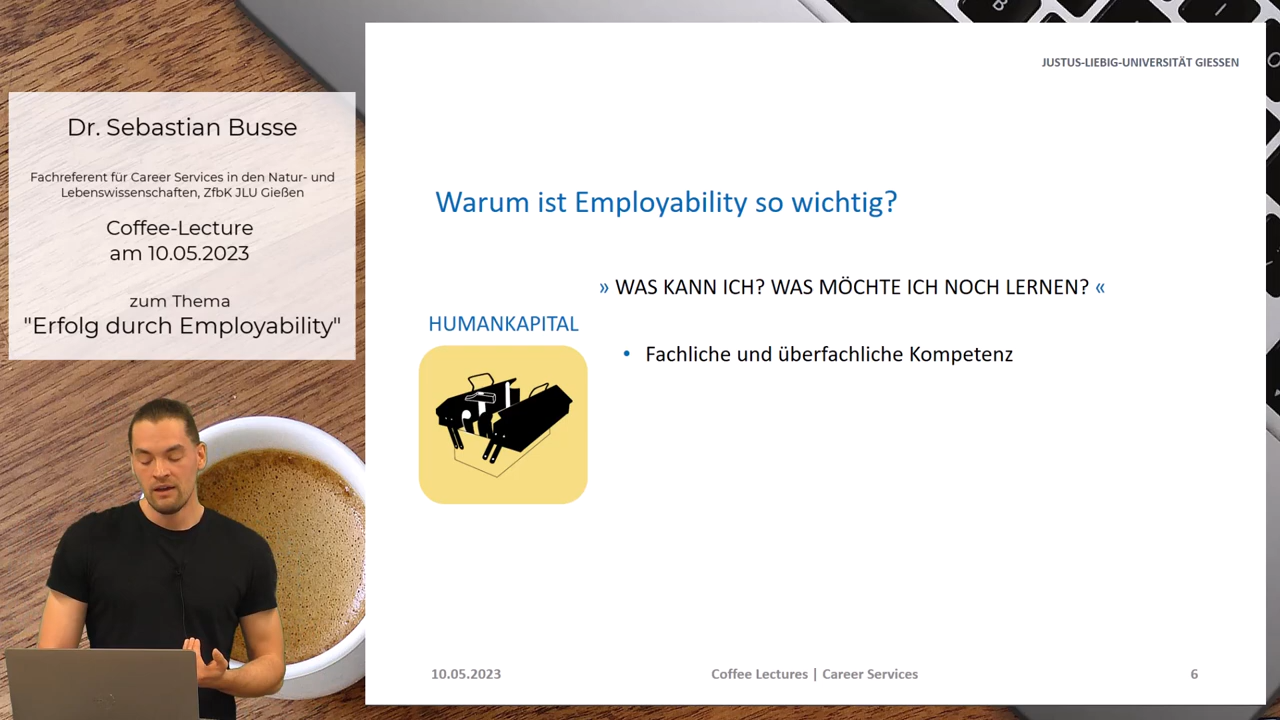 Dr. Sebastian Busse
Fachreferent für Career Services in den Natur- und
Lebenswissenschaften, ZfbK JLU Gießen
Coffee-Lecture
am 10.05.2023
zum Thema
"Erfolg durch Employability"
JUSTUS-LIEBIG-UNIVERSITÄT GIESSEN
Warum ist Employability so wichtig?
» WAS KANN ICH? WAS MÖCHTE ICH NOCH LERNEN? «
HUMANKAPITAL
• Fachliche und überfachliche Kompetenz
10.05.2023
Coffee Lectures | Career Services
6